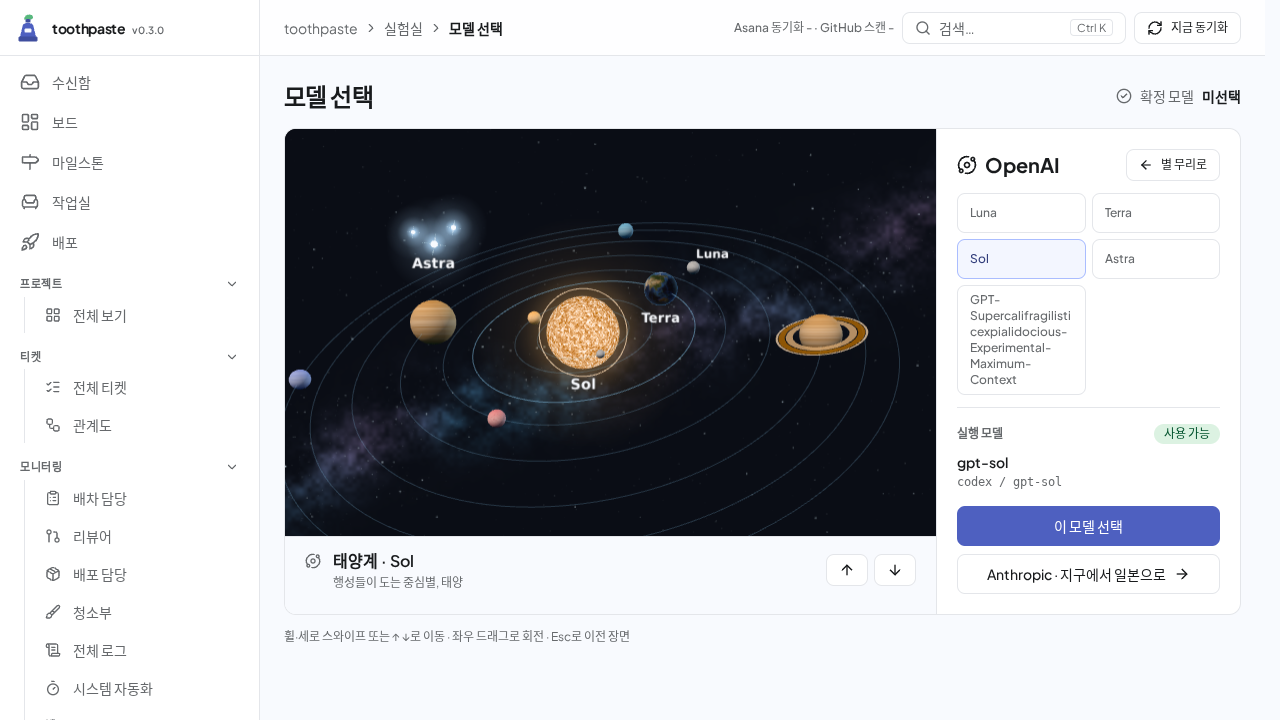 toothpaste v0.3.0
수신함
보드
마일스톤
작업실
배포
프로젝트
전체 보기
티켓
전체 티켓
관계도
모니터링
배차 담당
리뷰어
배포 담당
청소부
전체 로그
시스템 자동화
toothpaste > 실험실 > 모델 선택
Asana 동기화 - · GitHub 스캔 -
검색...
Ctrl K
지금 동기화
모델 선택
확정 모델 미선택
Astra
Luna
Terra
Sol
태양계 · Sol
행성들이 도는 중심별, 태양
휠·세로 스와이프 또는 ↑ ↓로 이동 · 좌우 드래그로 회전 · Esc로 이전 장면
OpenAI
별 무리로
Luna
Terra
Sol
Astra
GPT-
Supercalifragilisti
cexpialidocious-
Experimental-
Maximum-
Context
실행 모델
사용 가능
gpt-sol
codex / gpt-sol
이 모델 선택
Anthropic · 지구에서 일본으로 →